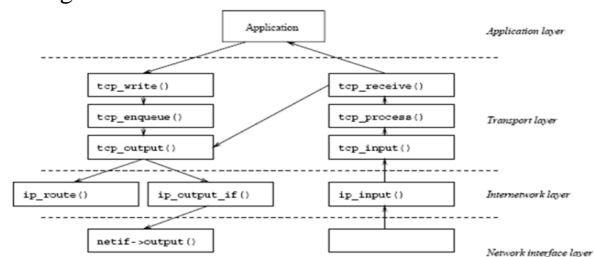 Application
Application layer
tcp_write()
tcp_receive()
tcp_enqueue()
tcp_process()
Transport layer
tcp_output()
tcp_input()
ip_route()
ip_output_if()
ip_input()
Internetwork layer
netif->output()
Network interface layer